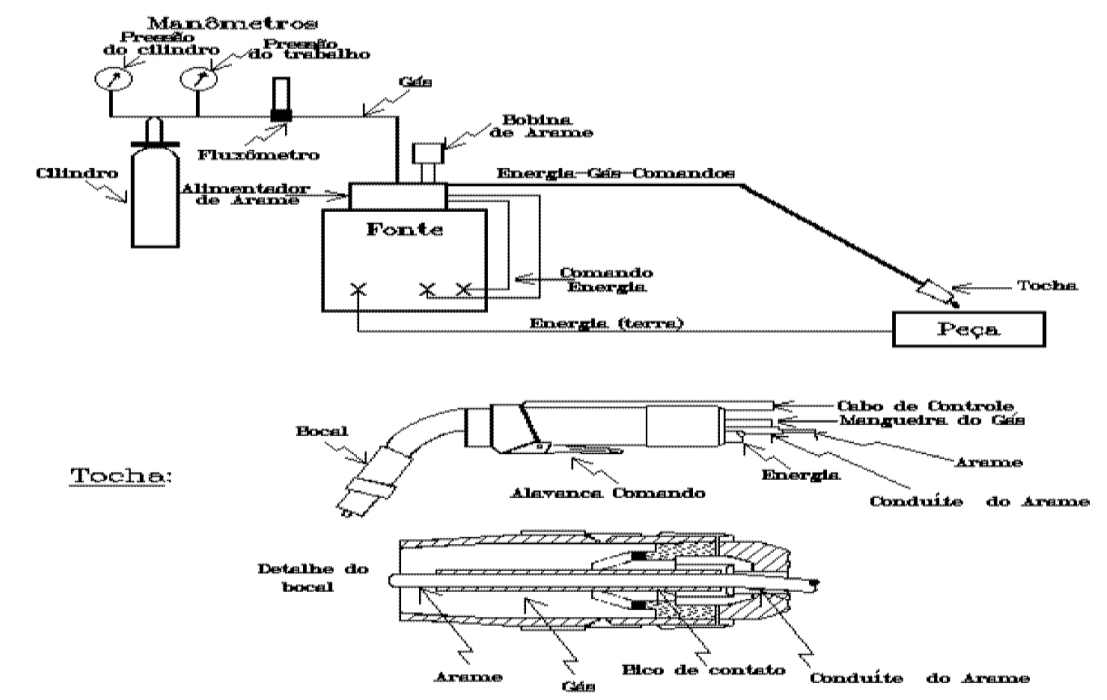 Manômetros
Pressão
do cilindro
Pressão
do trabalho
Gás
Bobina
de Arame
Fluxômetro
Cilindro
Alimentador
de Arame
Energia-Gás-Comandos
Fonte
Comando
Energia
Tocha
Energia (terra)
Peça
Cabo de Controle
Mangueira do Gás
Bocal
Arame
Tocha:
Energia
Alavanca Comando
Conduíte do Arame
Detalhe do
bocal
Arame
Gás
Bico de contato
Conduíte do Arame